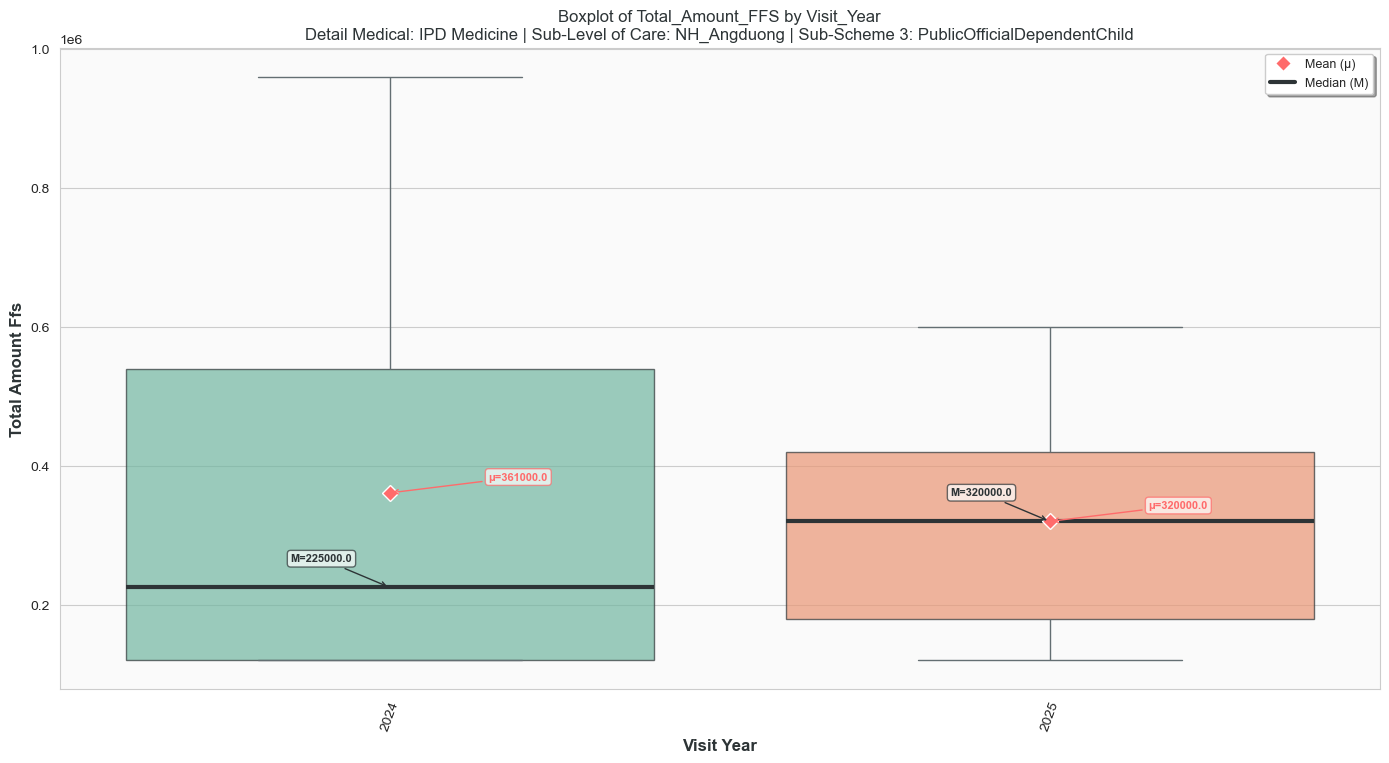 Boxplot of Total_Amount_FFS by Visit_Year
Detail Medical: IPD Medicine | Sub-Level of Care: NH_Angduong | Sub-Scheme 3: PublicOfficialDependentChild
1e6
1.0
0.8
0.6
0.4
0.2
Total Amount Ffs
Mean (μ)
Median (M)
μ=361000.0
M=225000.0
M=320000.0
μ=320000.0
2024
2025
Visit Year